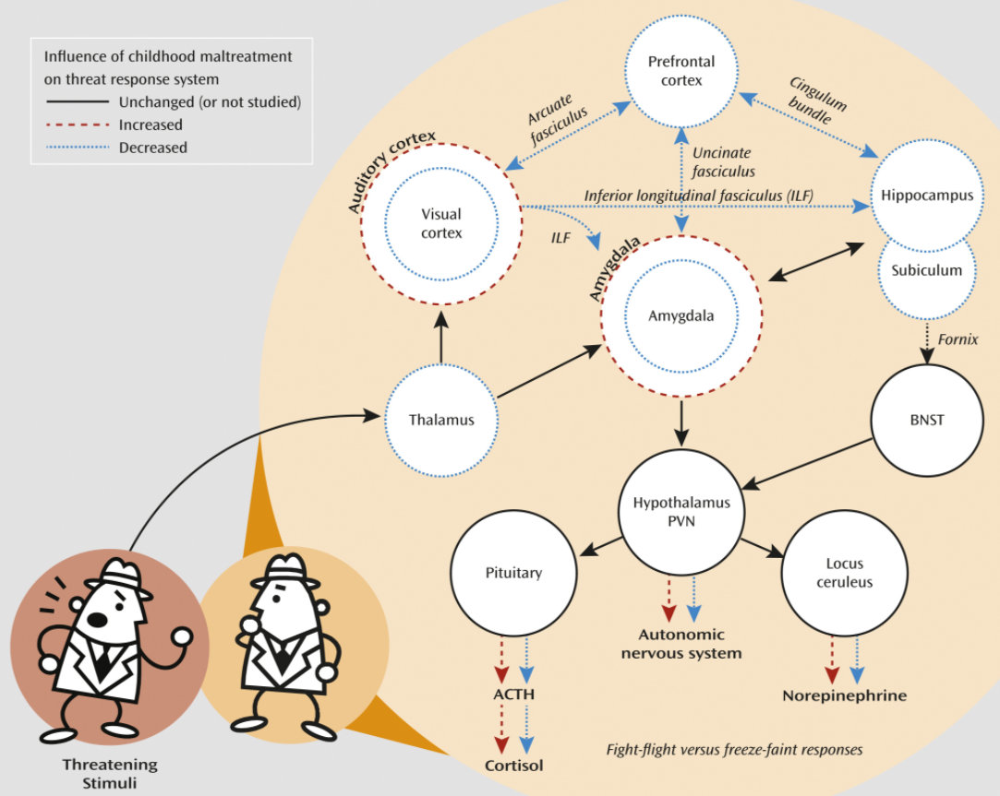 Influence of childhood maltreatment
on threat response system
Unchanged (or not studied)
Increased
Decreased
Prefrontal
cortex
Arcuate
fasciculus
Cingulum
bundle
Auditory cortex
Uncinate
fasciculus
Visual
cortex
Inferior longitudinal fasciculus (ILF)
Hippocampus
ILF
Amygdala
Subiculum
Amygdala
Fornix
Thalamus
BNST
Hypothalamus
PVN
Pituitary
Locus
ceruleus
Autonomic
nervous system
ACTH
Norepinephrine
Cortisol
Fight-flight versus freeze-faint responses
Threatening
Stimuli